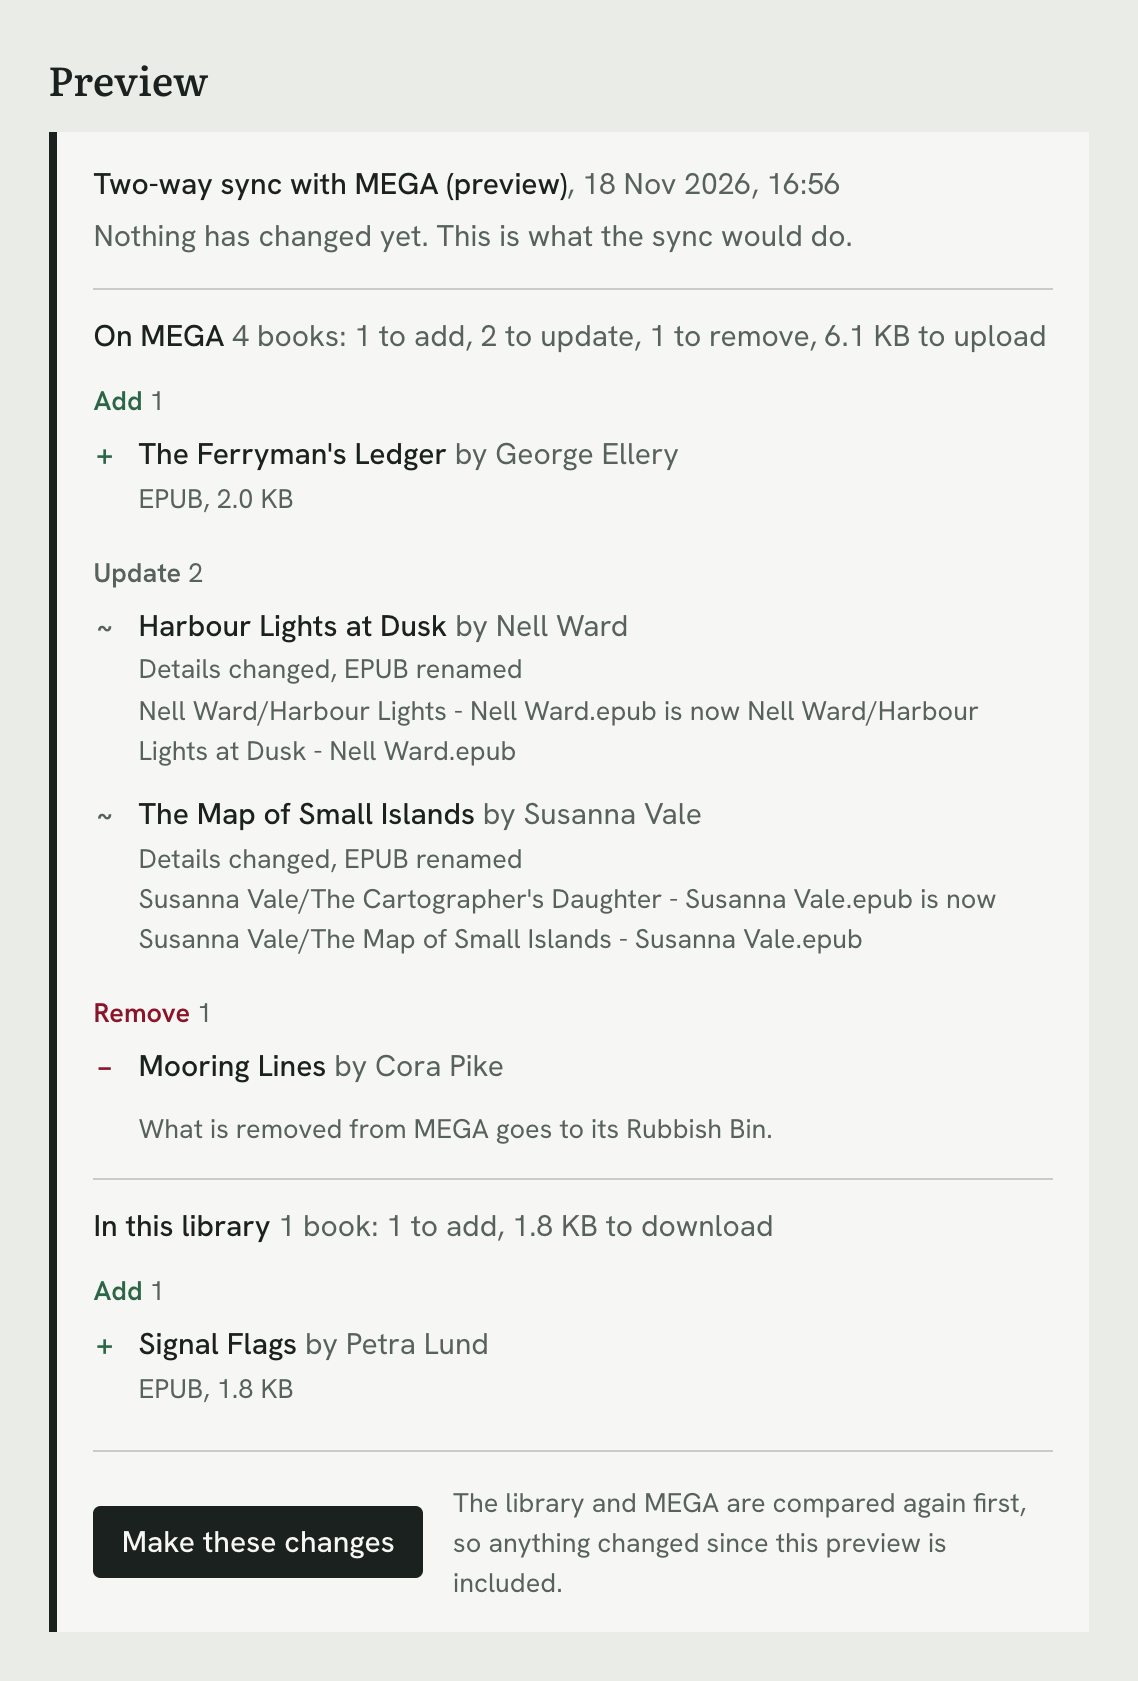 Preview
Two-way sync with MEGA (preview), 18 Nov 2026, 16:56
Nothing has changed yet. This is what the sync would do.
On MEGA 4 books: 1 to add, 2 to update, 1 to remove, 6.1 KB to upload
Add 1
+ The Ferryman's Ledger by George Ellery
EPUB, 2.0 KB
Update 2
~ Harbour Lights at Dusk by Nell Ward
Details changed, EPUB renamed
Nell Ward/Harbour Lights - Nell Ward.epub is now Nell Ward/Harbour
Lights at Dusk - Nell Ward.epub
~ The Map of Small Islands by Susanna Vale
Details changed, EPUB renamed
Susanna Vale/The Cartographer's Daughter - Susanna Vale.epub is now
Susanna Vale/The Map of Small Islands - Susanna Vale.epub
Remove 1
– Mooring Lines by Cora Pike
What is removed from MEGA goes to its Rubbish Bin.
In this library 1 book: 1 to add, 1.8 KB to download
Add 1
+ Signal Flags by Petra Lund
EPUB, 1.8 KB
Make these changes
The library and MEGA are compared again first,
so anything changed since this preview is
included.